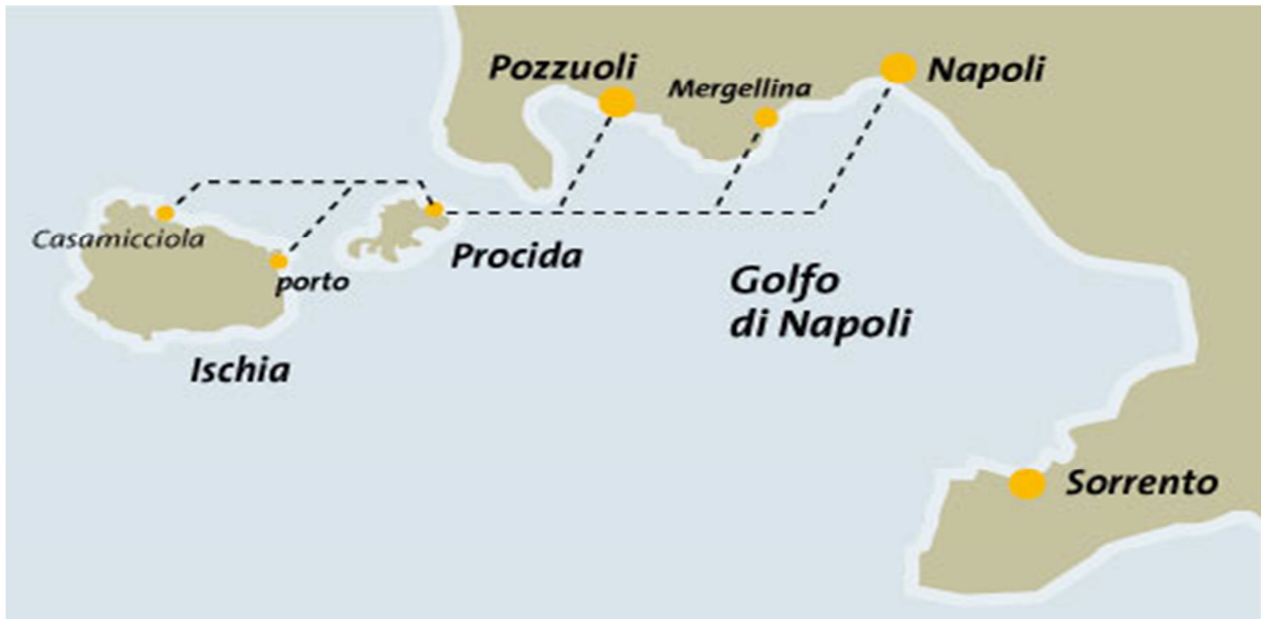 Pozzuoli
Mergellina
Napoli
Casamicciola
porto
Procida
Golfo
di Napoli
Ischia
Sorrento